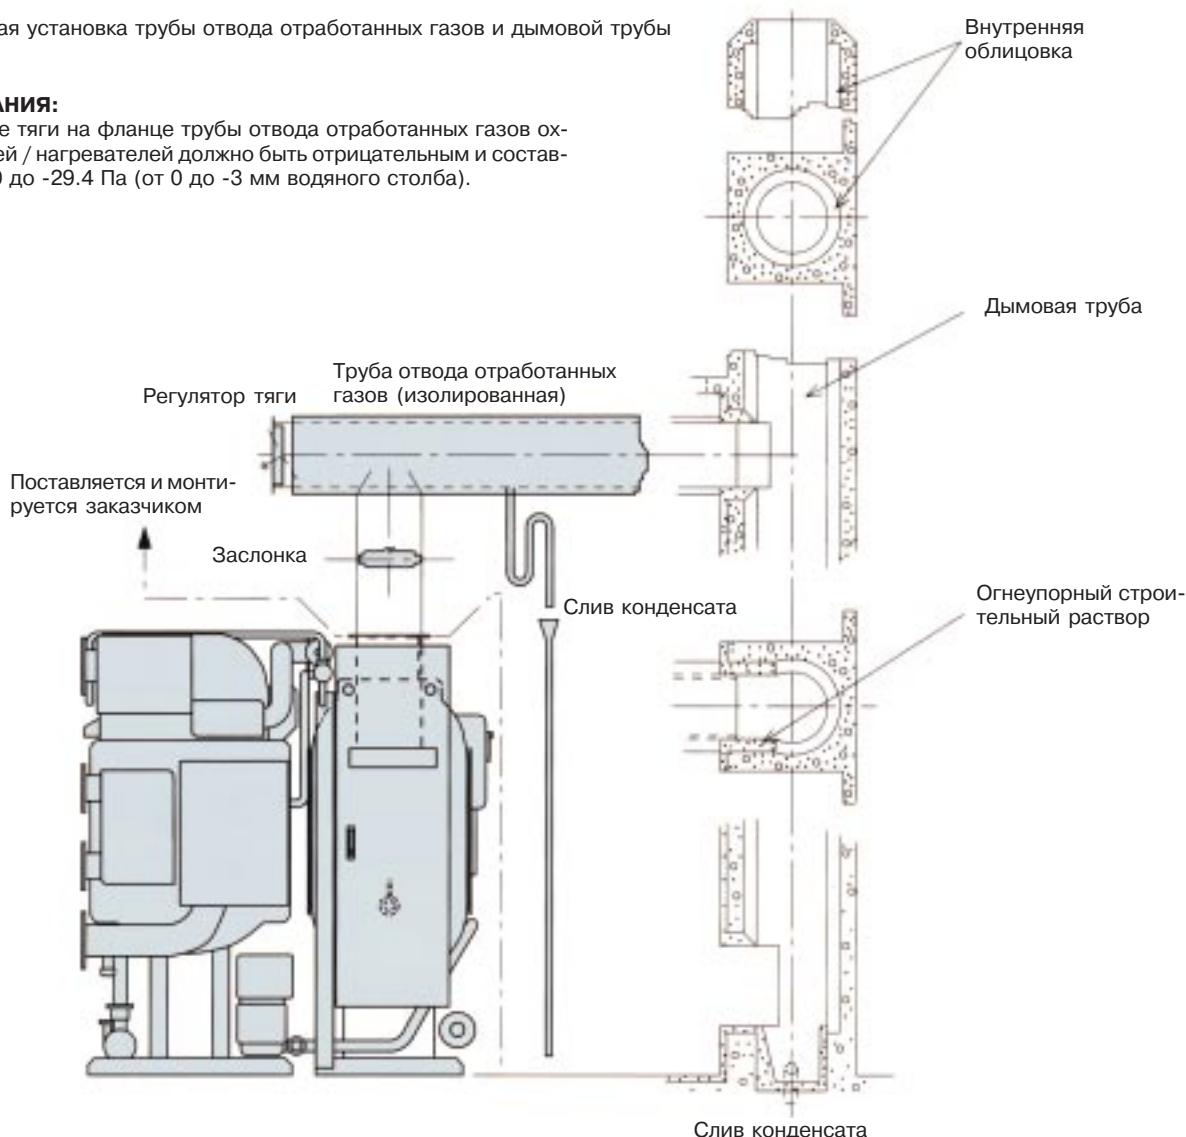 ая установка трубы отвода отработанных газов и дымовой трубы
АНИЯ:
е тяги на фланце трубы отвода отработанных газов ох-
ей / нагревателей должно быть отрицательным и состав-
0 до -29.4 Па (от 0 до -3 мм водяного столба).
Внутренняя
облицовка
Дымовая труба
Труба отвода отработанных
газов (изолированная)
Регулятор тяги
Поставляется и монти-
руется заказчиком
Заслонка
Слив конденсата
Огнеупорный строи-
тельный раствор
Слив конденсата